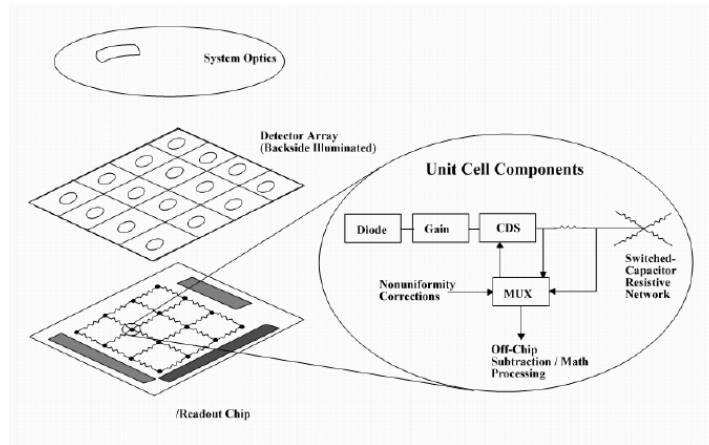 System Optics
Detector Array
(Backside Illuminated)
Unit Cell Components
Diode
Gain
CDS
Switched-
Capacitor
Resistive
Network
Nonuniformity
Corrections
MUX
Off-Chip
Subtraction / Math
Processing
/Readout Chip